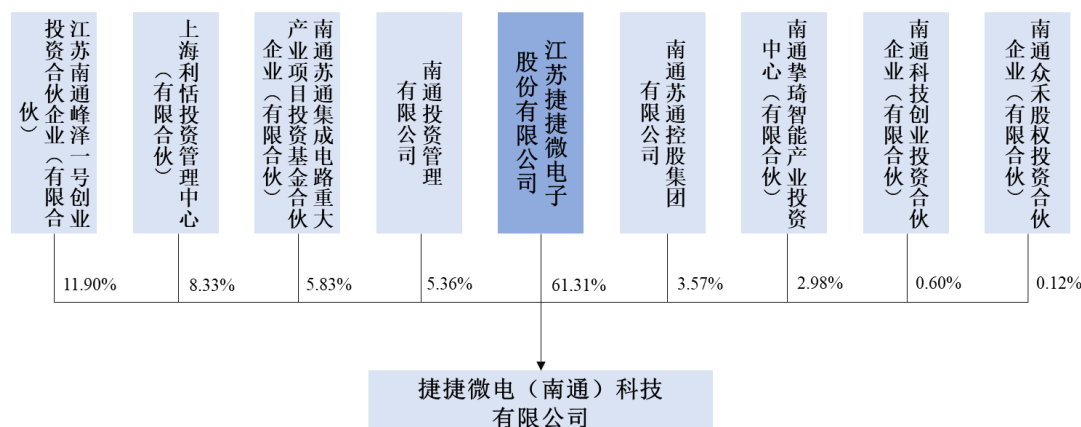 江苏南通峰泽一号创业
投资合伙企业（有限合
伙）
上海利恬投资管理中心
（有限合伙）
南通苏通集成电路重大
产业项目投资基金合伙
企业（有限合伙）
南通投资管理
有限公司
江苏捷捷微电子
股份有限公司
南通苏通控股集团
有限公司
南通挚琦智能产业投资
中心（有限合伙）
南通科技创业投资合伙
企业（有限合伙）
南通众禾股权投资合伙
企业（有限合伙）
11.90%
8.33%
5.83%
5.36%
61.31%
3.57%
2.98%
0.60%
0.12%
捷捷微电（南通）科技
有限公司